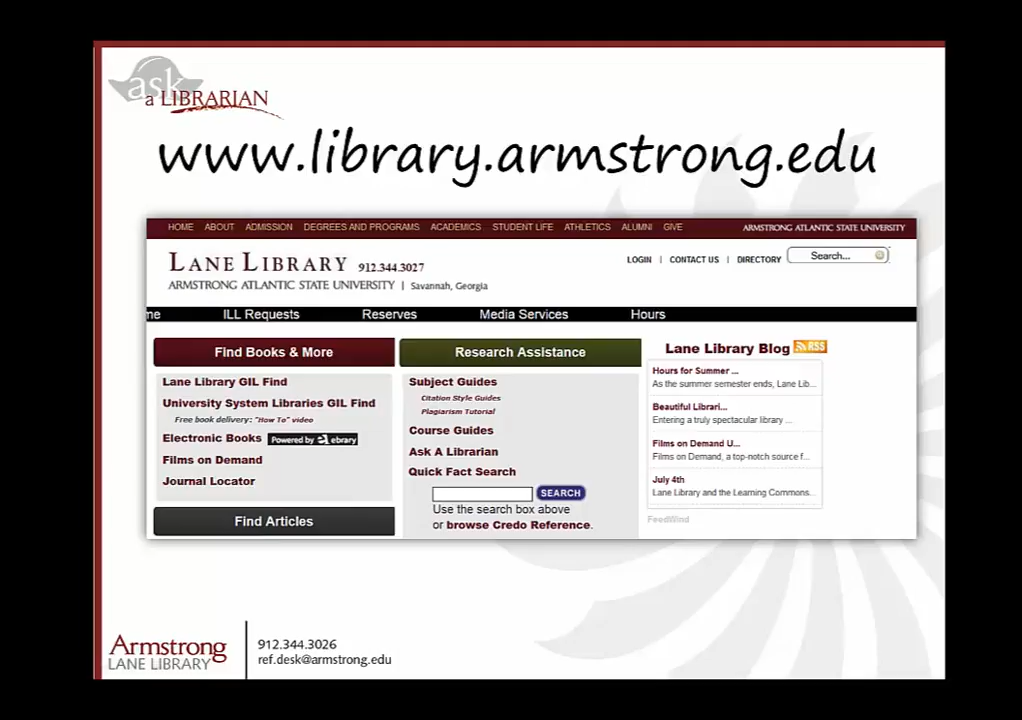 ask
a LIBRARIAN
www.library.armstrong.edu
HOME ABOUT ADMISSION DEGREES AND PROGRAMS ACADEMICS STUDENT LIFE ATHLETICS ALUMNI GIVE ARMSTRONG ATLANTIC STATE UNIVERSITY
LANE LIBRARY 912.344.3027
LOGIN | CONTACT US | DIRECTORY Search...
ARMSTRONG ATLANTIC STATE UNIVERSITY | Savannah, Georgia
me ILL Requests Reserves Media Services Hours
Find Books & More
Lane Library GIL Find
University System Libraries GIL Find
Free book delivery: "How To" video
Electronic Books Powered by ebrary
Films on Demand
Journal Locator
Find Articles
Research Assistance
Subject Guides
Citation Style Guides
Plagiarism Tutorial
Course Guides
Ask A Librarian
Quick Fact Search
SEARCH
Use the search box above
or browse Credo Reference.
Lane Library Blog RSS
Hours for Summer ...
As the summer semester ends, Lane Lib...
Beautiful Librari...
Entering a truly spectacular library ...
Films on Demand U...
Films on Demand, a top-notch source f...
July 4th
Lane Library and the Learning Commons...
FeedWind
Armstrong
LANE LIBRARY
912.344.3026
ref.desk@armstrong.edu